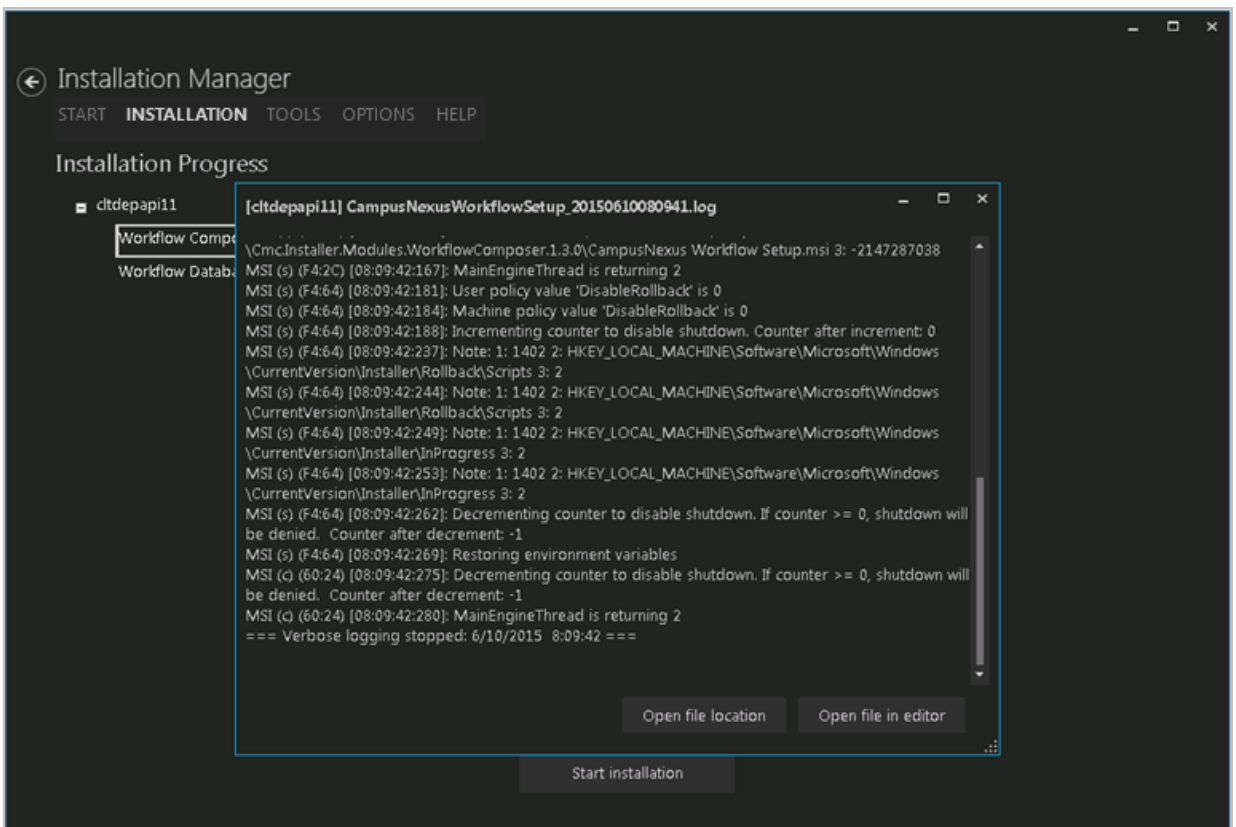 Installation Manager
START INSTALLATION TOOLS OPTIONS HELP
Installation Progress
cltdepapi11
Workflow Compo
Workflow Databa
[cltdepapi11] CampusNexusWorkflowSetup_20150610080941.log
\Cmc.Installer.Modules.WorkflowComposer.1.3.0\CampusNexus Workflow Setup.msi 3: -2147287038
MSI (s) (F4:2C) [08:09:42:167]: MainEngineThread is returning 2
MSI (s) (F4:64) [08:09:42:181]: User policy value 'DisableRollback' is 0
MSI (s) (F4:64) [08:09:42:184]: Machine policy value 'DisableRollback' is 0
MSI (s) (F4:64) [08:09:42:188]: Incrementing counter to disable shutdown. Counter after increment: 0
MSI (s) (F4:64) [08:09:42:237]: Note: 1: 1402 2: HKEY_LOCAL_MACHINE\Software\Microsoft\Windows
\CurrentVersion\Installer\Rollback\Scripts 3: 2
MSI (s) (F4:64) [08:09:42:244]: Note: 1: 1402 2: HKEY_LOCAL_MACHINE\Software\Microsoft\Windows
\CurrentVersion\Installer\Rollback\Scripts 3: 2
MSI (s) (F4:64) [08:09:42:249]: Note: 1: 1402 2: HKEY_LOCAL_MACHINE\Software\Microsoft\Windows
\CurrentVersion\Installer\InProgress 3: 2
MSI (s) (F4:64) [08:09:42:253]: Note: 1: 1402 2: HKEY_LOCAL_MACHINE\Software\Microsoft\Windows
\CurrentVersion\Installer\InProgress 3: 2
MSI (s) (F4:64) [08:09:42:262]: Decrementing counter to disable shutdown. If counter >= 0, shutdown will
be denied.  Counter after decrement: -1
MSI (s) (F4:64) [08:09:42:269]: Restoring environment variables
MSI (c) (60:24) [08:09:42:275]: Decrementing counter to disable shutdown. If counter >= 0, shutdown will
be denied.  Counter after decrement: -1
MSI (c) (60:24) [08:09:42:280]: MainEngineThread is returning 2
=== Verbose logging stopped: 6/10/2015  8:09:42 ===
Open file location
Open file in editor
Start installation